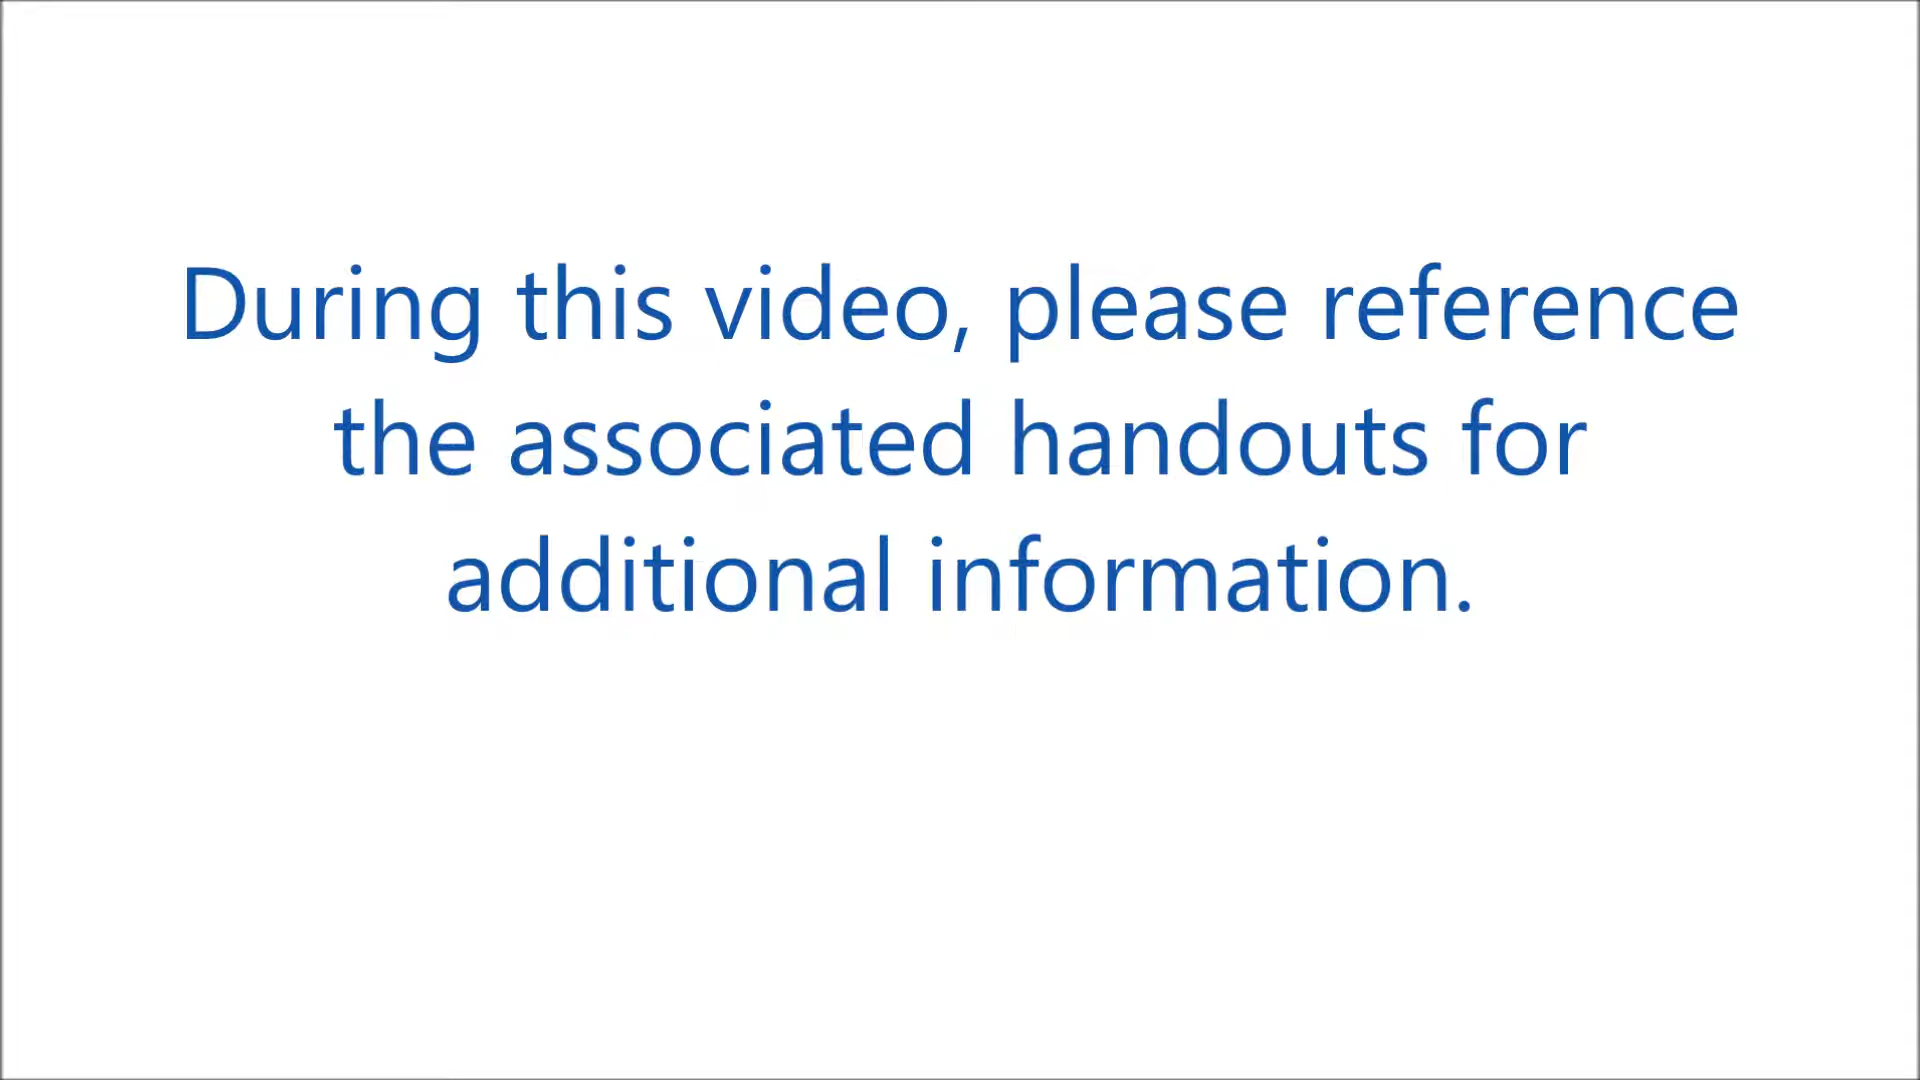 During this video, please reference
the associated handouts for
additional information.